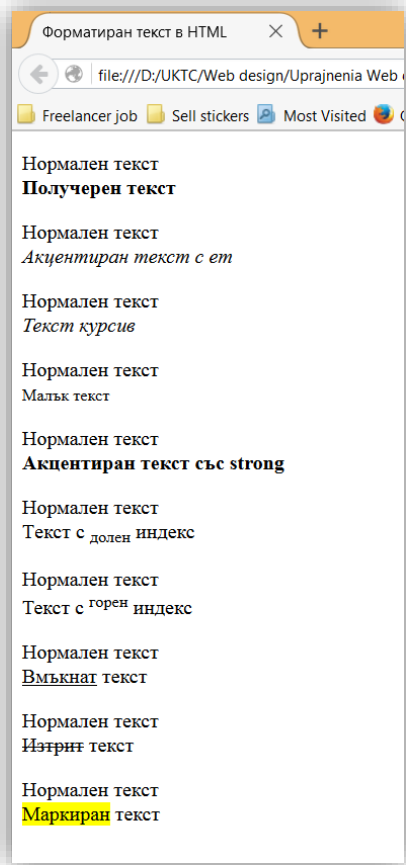 Форматиран текст в HTML
file:///D:/UKTC/Web design/Uprajnenia Web
Freelancer job Sell stickers Most Visited
Нормален текст
Получерен текст
Нормален текст
Акцентиран текст с em
Нормален текст
Текст курсив
Нормален текст
Малък текст
Нормален текст
Акцентиран текст със strong
Нормален текст
Текст с долен индекс
Нормален текст
Текст с горен индекс
Нормален текст
Вмъкнат текст
Нормален текст
Изтрит текст
Нормален текст
Маркиран текст